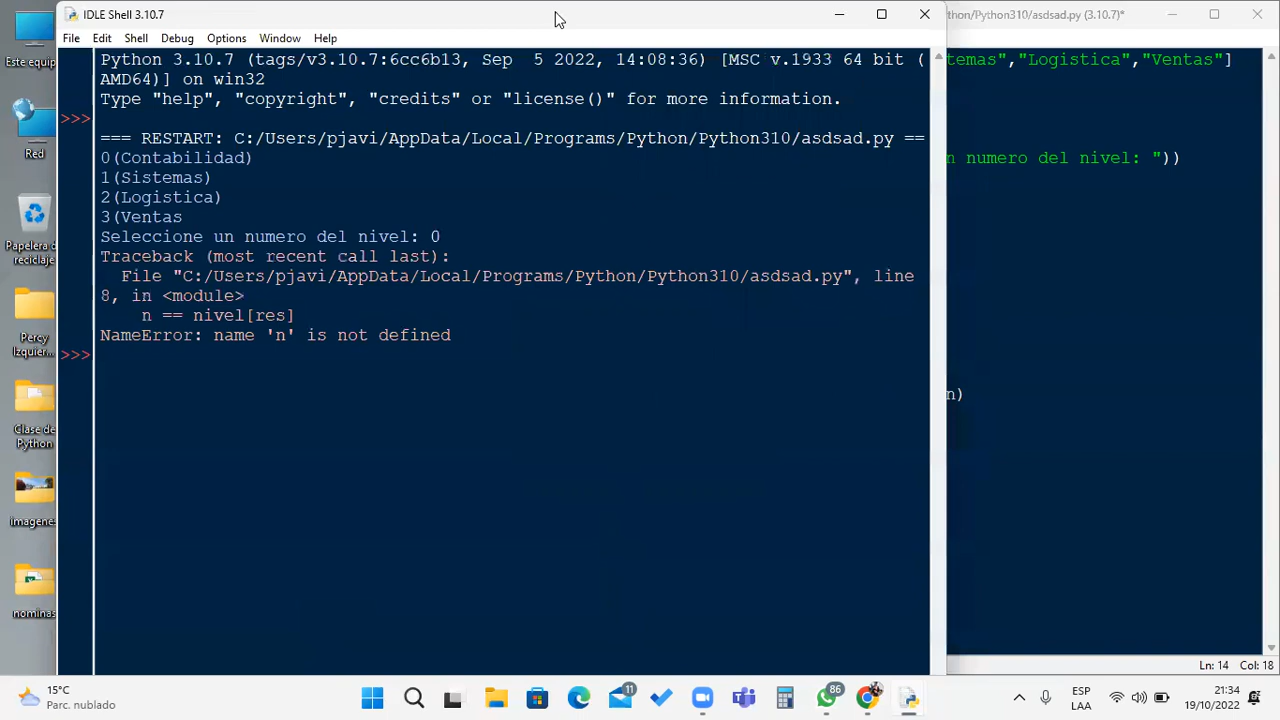 IDLE Shell 3.10.7
File Edit Shell Debug Options Window Help
Python 3.10.7 (tags/v3.10.7:6cc6b13, Sep  5 2022, 14:08:36) [MSC v.1933 64 bit (
AMD64)] on win32
Type "help", "copyright", "credits" or "license()" for more information.
>>>
=== RESTART: C:/Users/pjavi/AppData/Local/Programs/Python/Python310/asdsad.py ==
0(Contabilidad)
1(Sistemas)
2(Logistica)
3(Ventas
Seleccione un numero del nivel: 0
Traceback (most recent call last):
  File "C:/Users/pjavi/AppData/Local/Programs/Python/Python310/asdsad.py", line
8, in <module>
    n == nivel[res]
NameError: name 'n' is not defined
>>>
hon/Python310/asdsad.py (3.10.7)*
temas","Logistica","Ventas"]
n numero del nivel: "))
n)
Ln: 14 Col: 18
Este equip
Red
Papelera de
reciclaje
Percy
Izquier...
Clase de
Python
imagene
nominas
15°C
Parc. nublado
11
86
ESP
LAA
21:34
19/10/2022